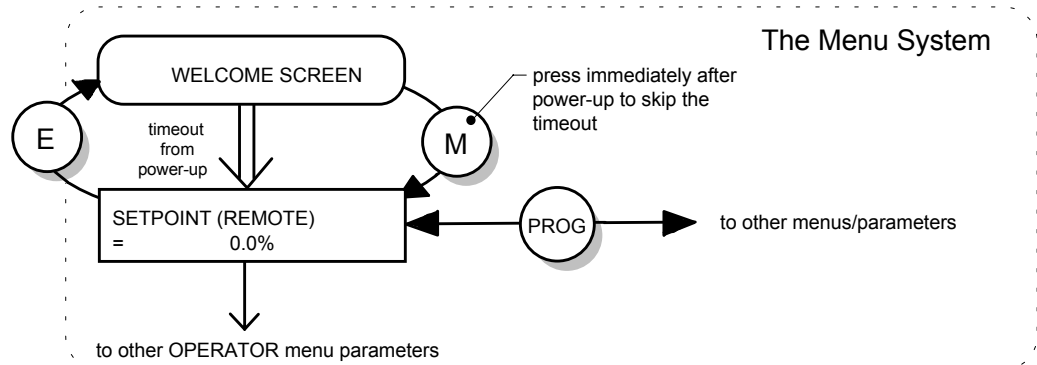 The Menu System
WELCOME SCREEN
press immediately after
power-up to skip the
timeout
E
timeout
from
power-up
M
SETPOINT (REMOTE)
= 0.0%
PROG
to other menus/parameters
to other OPERATOR menu parameters